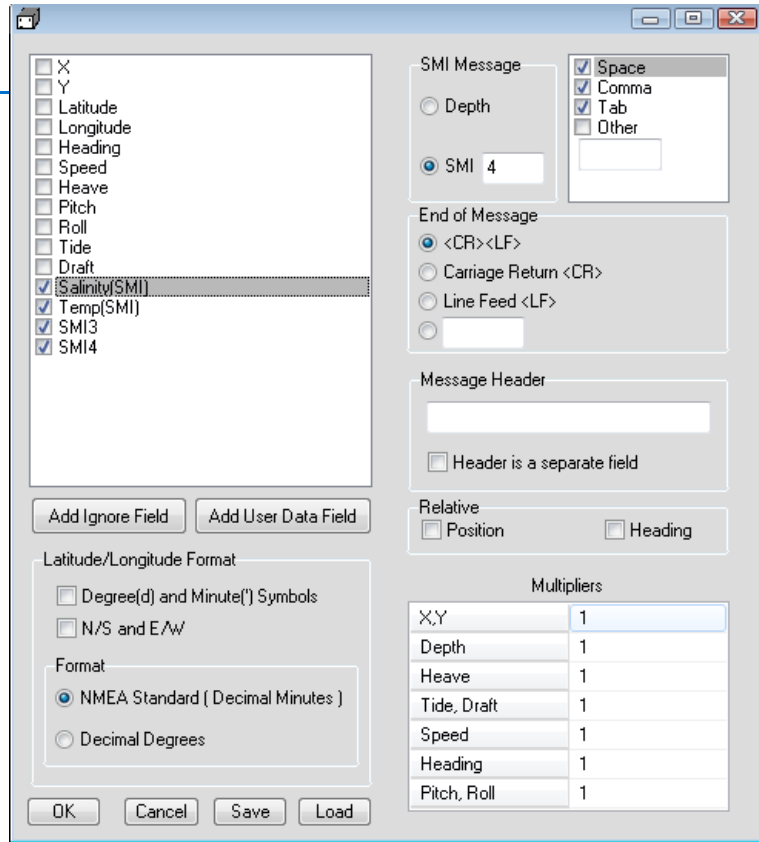 X
Y
Latitude
Longitude
Heading
Speed
Heave
Pitch
Roll
Tide
Draft
Salinity(SMI)
Temp(SMI)
SMI3
SMI4
Add Ignore Field
Add User Data Field
Latitude/Longitude Format
Degree(d) and Minute(') Symbols
N/S and E/W
Format
NMEA Standard ( Decimal Minutes )
Decimal Degrees
OK
Cancel
Save
Load
SMI Message
Depth
SMI 4
Space
Comma
Tab
Other
End of Message
<CR><LF>
Carriage Return <CR>
Line Feed <LF>
Message Header
Header is a separate field
Relative
Position
Heading
Multipliers
X,Y 1
Depth 1
Heave 1
Tide, Draft 1
Speed 1
Heading 1
Pitch, Roll 1